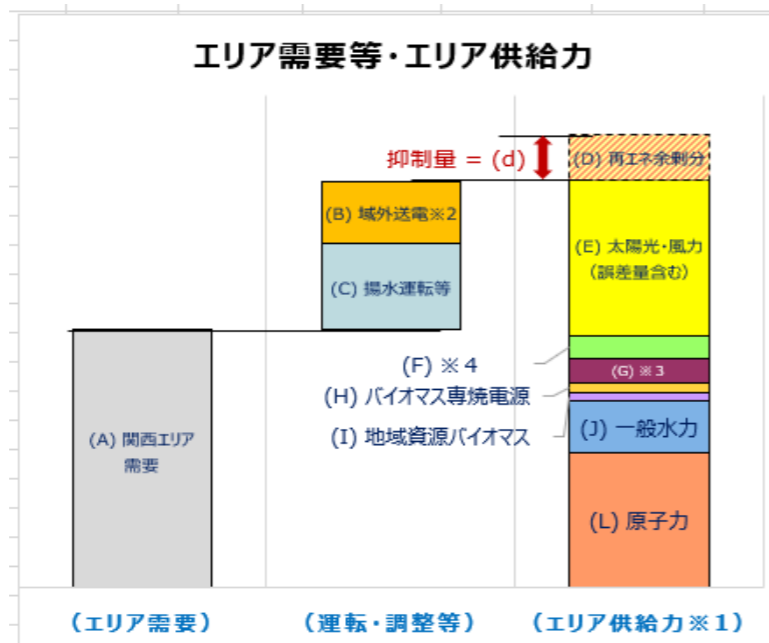 エリア需要等・エリア供給力
抑制量 = (d)
(D) 再エネ余剰分
(B) 域外送電※2
(E) 太陽光・風力
(誤差量含む)
(C) 揚水運転等
(F) ※4
(G) ※3
(H) バイオマス専焼電源
(I) 地域資源バイオマス
(J) 一般水力
(A) 関西エリア
需要
(L) 原子力
(エリア需要)
(運転・調整等)
(エリア供給力※1)